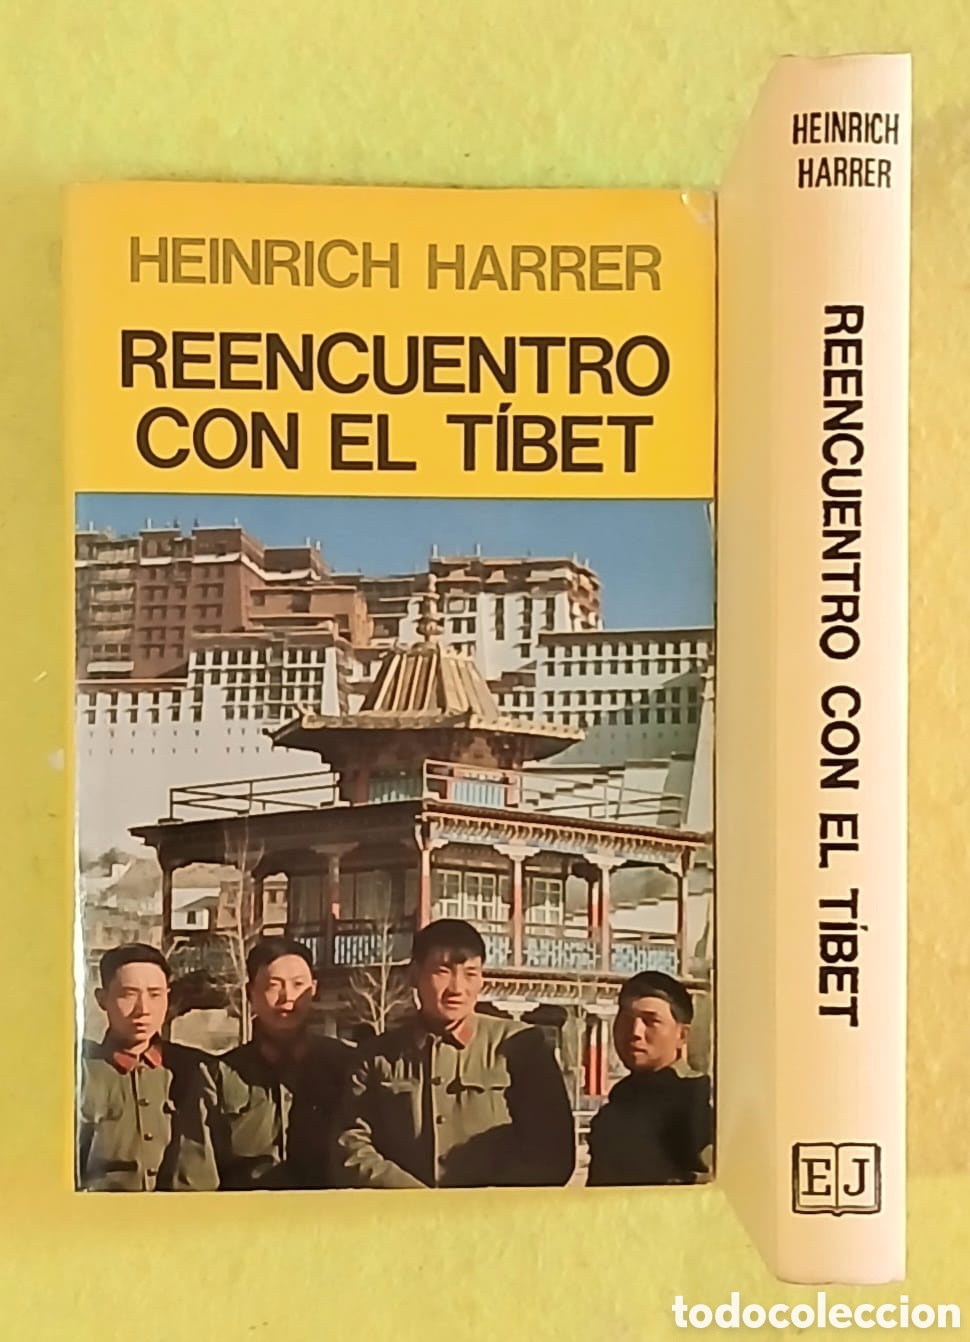 HEINRICH HARRER
REENCUENTRO
CON EL TÍBET
HEINRICH
HARRER
REENCUENTRO CON EL TÍBET
EJ
todocoleccion